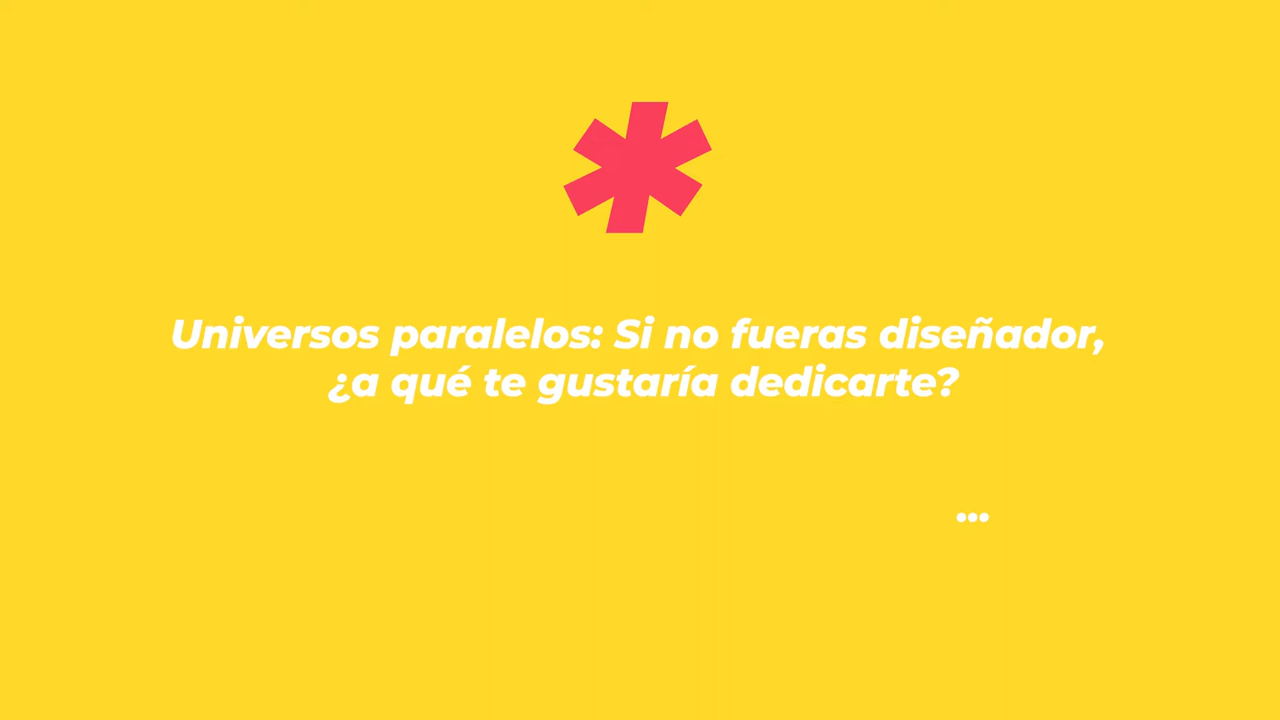 Universos paralelos: Si no fueras diseñador,
¿a qué te gustaría dedicarte?
...